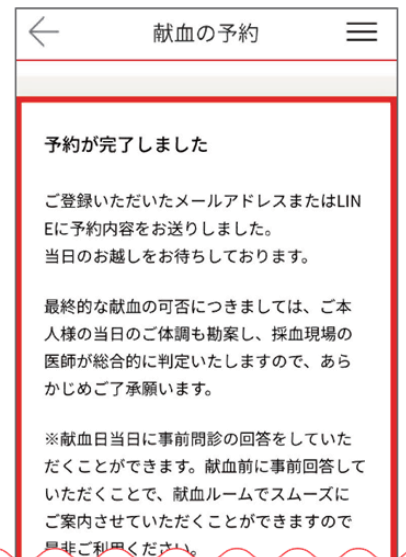 献血の予約
予約が完了しました
ご登録いただいたメールアドレスまたはLIN
Eに予約内容をお送りしました。
当日のお越しをお待ちしております。
最終的な献血の可否につきましては、ご本
人様の当日のご体調も勘案し、採血現場の
医師が総合的に判定いたしますので、あら
かじめご了承願います。
※献血日当日に事前問診の回答をしていた
だくことができます。献血前に事前回答して
いただくことで、献血ルームでスムーズに
ご案内させていただくことができますので
是非ご利用ください。